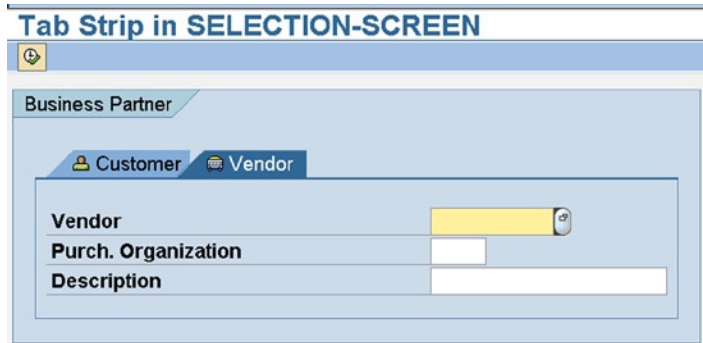 Tab Strip in SELECTION-SCREEN
Business Partner
Customer Vendor
Vendor
Purch. Organization
Description